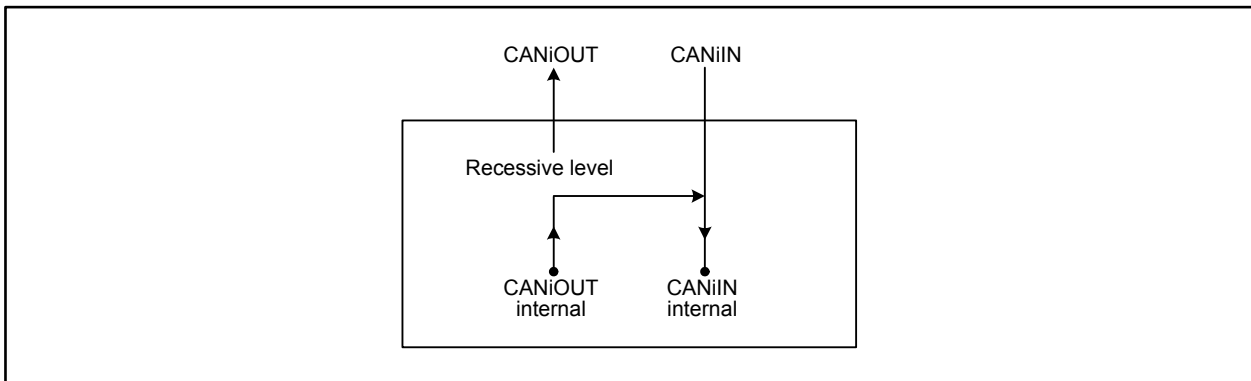 CANiOUT CANiIN
Recessive level
CANiOUT CANiIN
internal internal